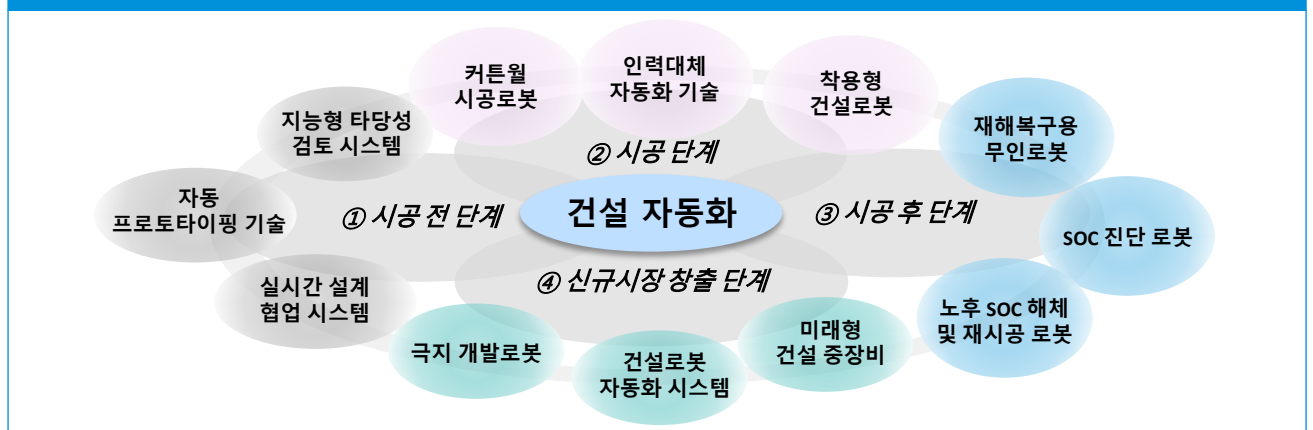 커튼월
시공로봇
인력대체
자동화 기술
착용형
건설로봇
지능형 타당성
검토 시스템
재해복구용
무인로봇
② 시공 단계
자동
프로토타이핑 기술
① 시공 전 단계
건설 자동화
③ 시공 후 단계
SOC 진단 로봇
④ 신규시장 창출 단계
실시간 설계
협업 시스템
노후 SOC 해체
및 재시공 로봇
극지 개발로봇
건설로봇
자동화 시스템
미래형
건설 중장비